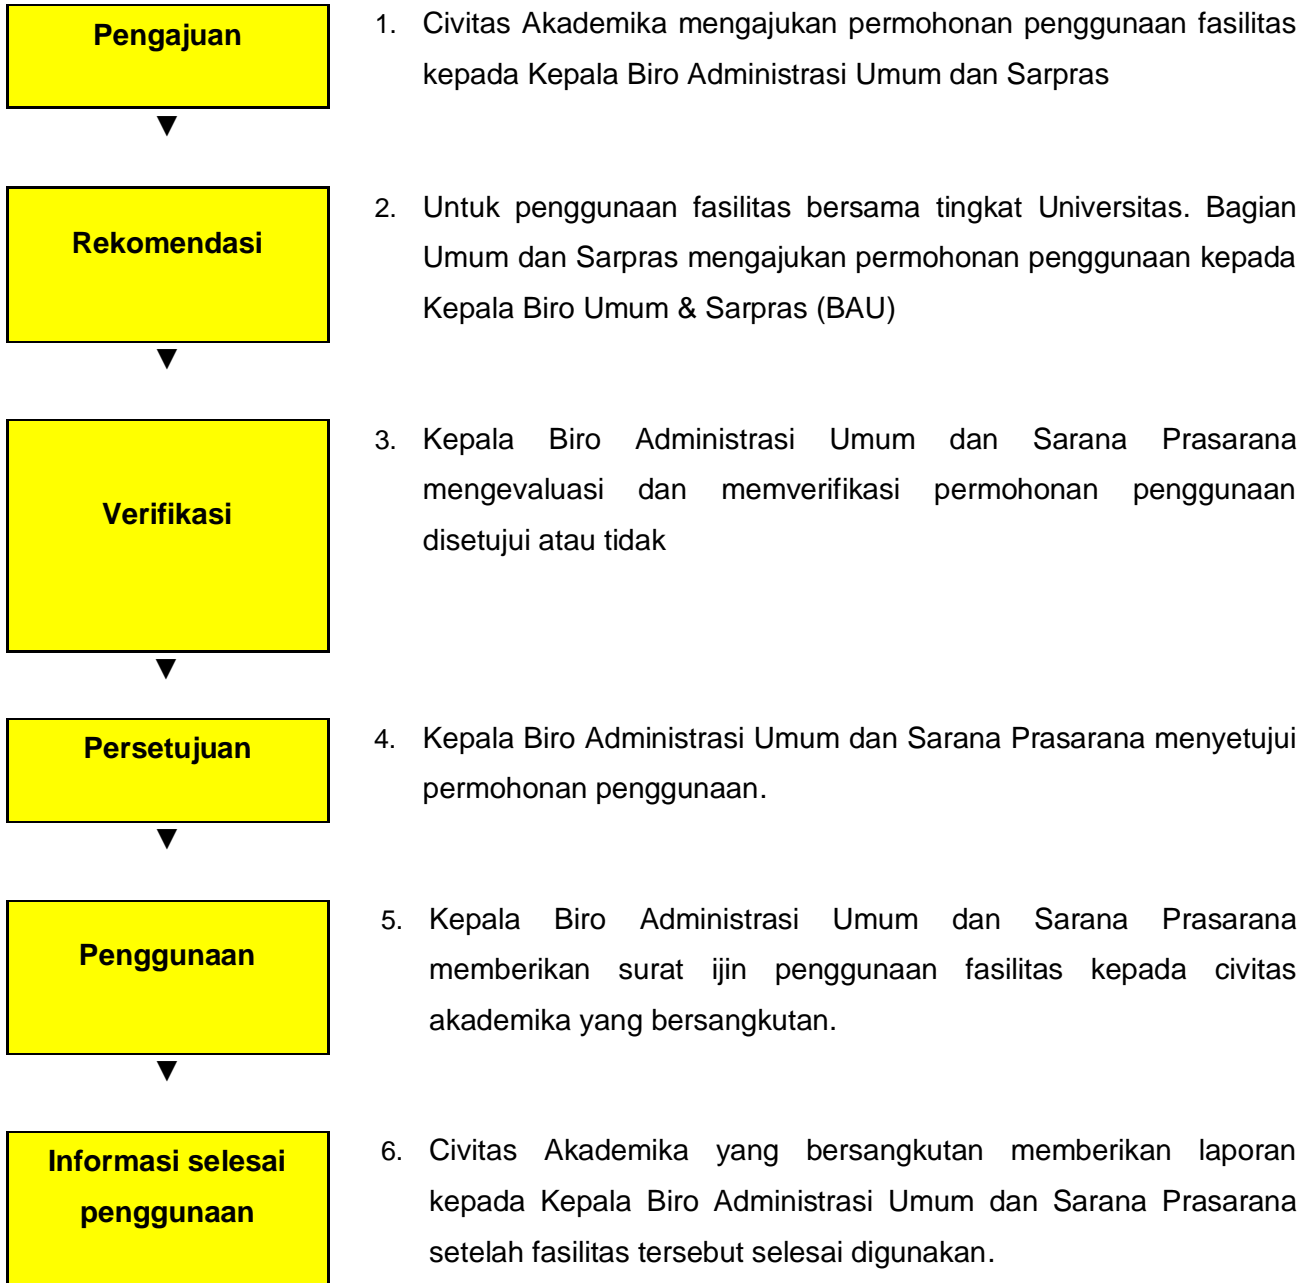 Pengajuan
1. Civitas Akademika mengajukan permohonan penggunaan fasilitas
kepada Kepala Biro Administrasi Umum dan Sarpras
▼
Rekomendasi
2. Untuk penggunaan fasilitas bersama tingkat Universitas. Bagian
Umum dan Sarpras mengajukan permohonan penggunaan kepada
Kepala Biro Umum & Sarpras (BAU)
▼
Verifikasi
3. Kepala Biro Administrasi Umum dan Sarana Prasarana
mengevaluasi dan memverifikasi permohonan penggunaan
disetujui atau tidak
▼
Persetujuan
4. Kepala Biro Administrasi Umum dan Sarana Prasarana menyetujui
permohonan penggunaan.
▼
Penggunaan
5. Kepala Biro Administrasi Umum dan Sarana Prasarana
memberikan surat ijin penggunaan fasilitas kepada civitas
akademika yang bersangkutan.
▼
Informasi selesai
penggunaan
6. Civitas Akademika yang bersangkutan memberikan laporan
kepada Kepala Biro Administrasi Umum dan Sarana Prasarana
setelah fasilitas tersebut selesai digunakan.